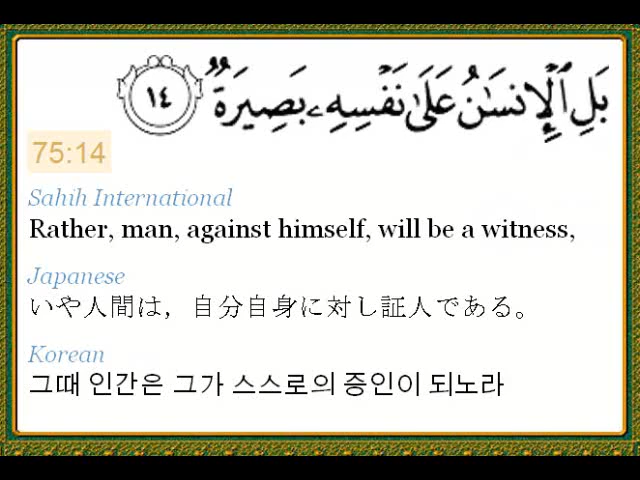 بَلِ ٱلْإِنسَٰنُ عَلَىٰ نَفْسِهِۦ بَصِيرَةٌ ١٤
75:14
Sahih International
Rather, man, against himself, will be a witness,
Japanese
いや人間は，自分自身に対し証人である。
Korean
그때 인간은 그가 스스로의 증인이 되노라